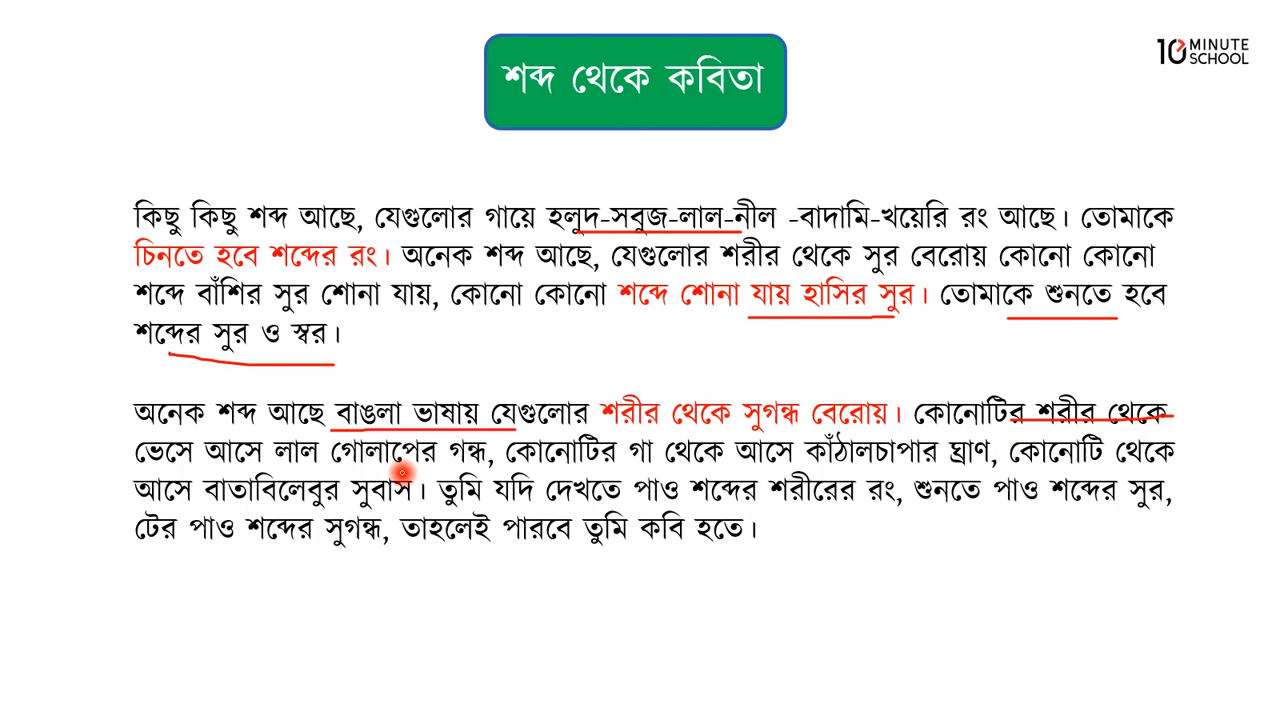 10 MINUTE
SCHOOL
শব্দ থেকে কবিতা
কিছু কিছু শব্দ আছে, যেগুলোর গায়ে হলুদ-সবুজ-লাল-নীল -বাদামি-খয়েরি রং আছে। তোমাকে
চিনতে হবে শব্দের রং। অনেক শব্দ আছে, যেগুলোর শরীর থেকে সুর বেরোয় কোনো কোনো
শব্দে বাঁশির সুর শোনা যায়, কোনো কোনো শব্দে শোনা যায় হাসির সুর। তোমাকে শুনতে হবে
শব্দের সুর ও স্বর।
অনেক শব্দ আছে বাঙলা ভাষায় যেগুলোর শরীর থেকে সুগন্ধ বেরোয়। কোনোটির শরীর থেকে
ভেসে আসে লাল গোলাপের গন্ধ, কোনোটির গা থেকে আসে কাঁঠালচাপার ঘ্রাণ, কোনোটি থেকে
আসে বাতাবিলেবুর সুবাস। তুমি যদি দেখতে পাও শব্দের শরীরের রং, শুনতে পাও শব্দের সুর,
টের পাও শব্দের সুগন্ধ, তাহলেই পারবে তুমি কবি হতে।